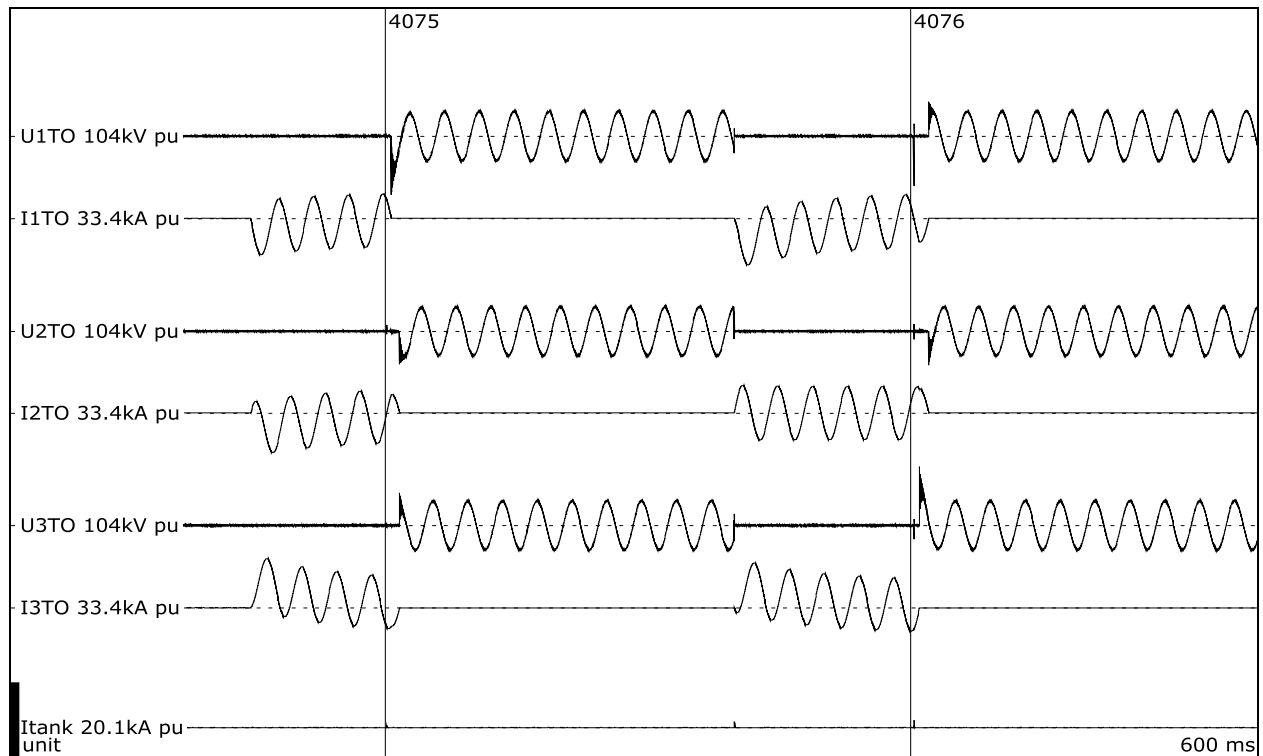 4075 4076
U1TO 104kV pu
I1TO 33.4kA pu
U2TO 104kV pu
I2TO 33.4kA pu
U3TO 104kV pu
I3TO 33.4kA pu
Itank 20.1kA pu
unit 600 ms